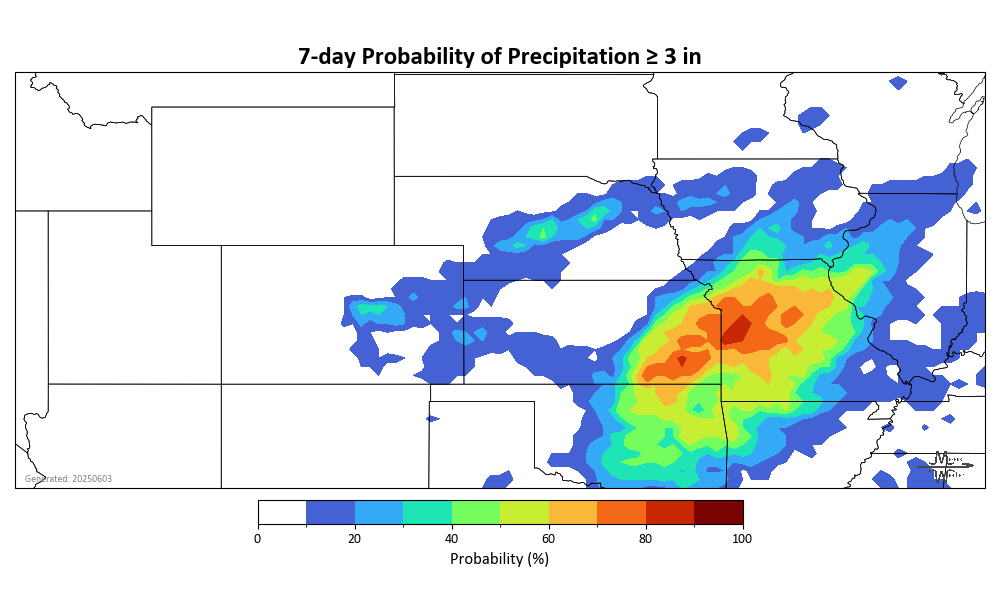 7-day Probability of Precipitation ≥ 3 in
Generated: 20250603
0 20 40 60 80 100
Probability (%)